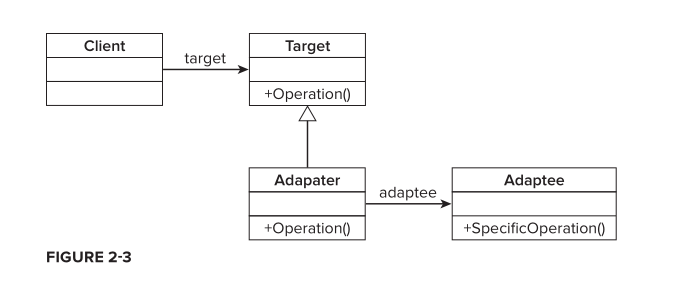 Client
target
Target
+Operation()
Adapater
adaptee
Adaptee
+Operation()
+SpecificOperation()
FIGURE 2-3